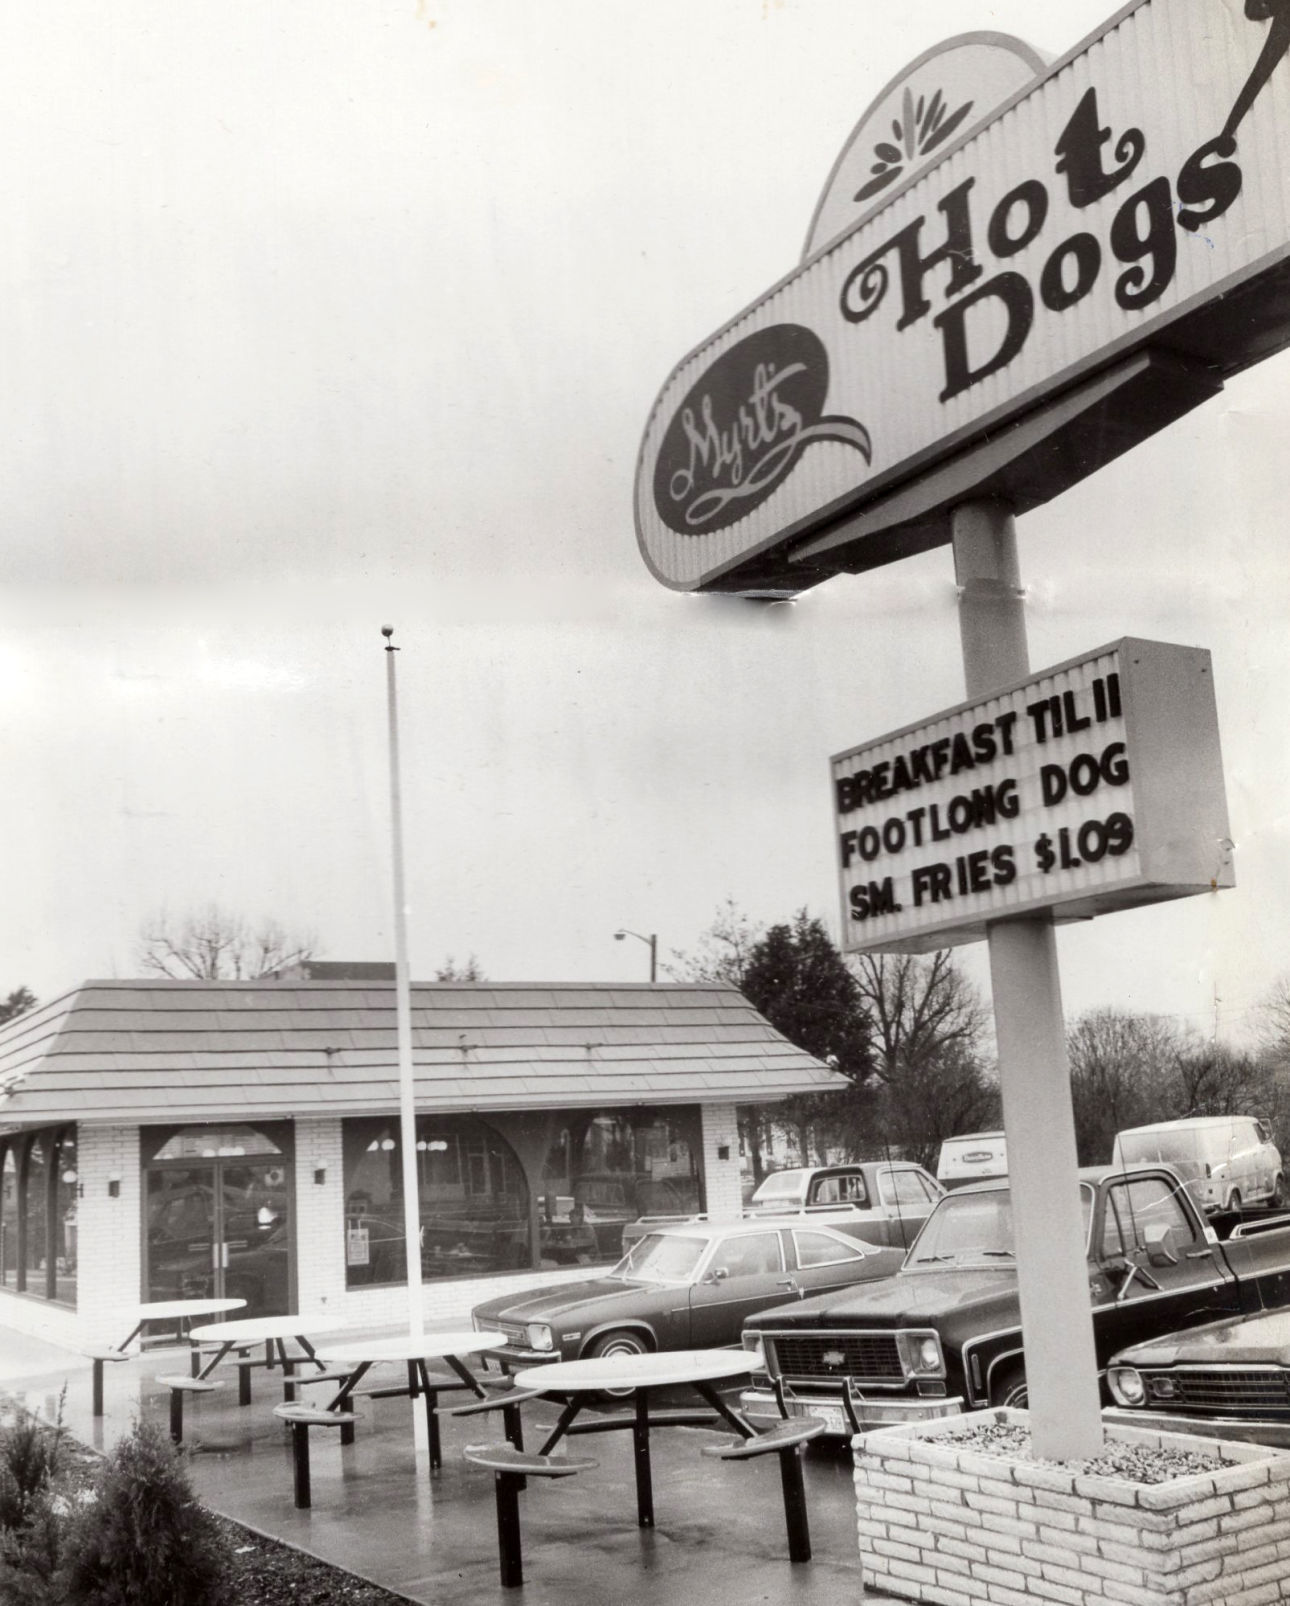 Myrt's
Hot
Dogs
BREAKFAST TIL 11
FOOTLONG DOG
SM. FRIES $1.09